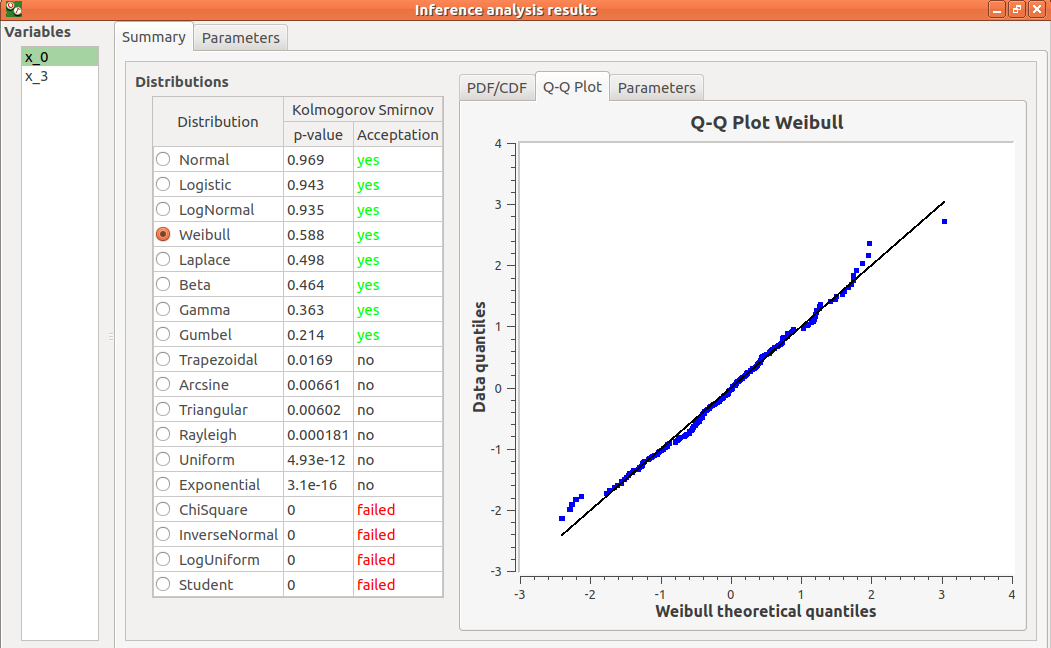 Inference analysis results
Variables
x_0
x_3
Summary
Parameters
Distributions
Distribution
Kolmogorov Smirnov
p-value Acceptation
Normal 0.969 yes
Logistic 0.943 yes
LogNormal 0.935 yes
Weibull 0.588 yes
Laplace 0.498 yes
Beta 0.464 yes
Gamma 0.363 yes
Gumbel 0.214 yes
Trapezoidal 0.0169 no
Arcsine 0.00661 no
Triangular 0.00602 no
Rayleigh 0.000181 no
Uniform 4.93e-12 no
Exponential 3.1e-16 no
ChiSquare 0 failed
InverseNormal 0 failed
LogUniform 0 failed
Student 0 failed
PDF/CDF Q-Q Plot Parameters
Q-Q Plot Weibull
Data quantiles
4
3
2
1
0
-1
-2
-3
-3 -2 -1 0 1 2 3 4
Weibull theoretical quantiles